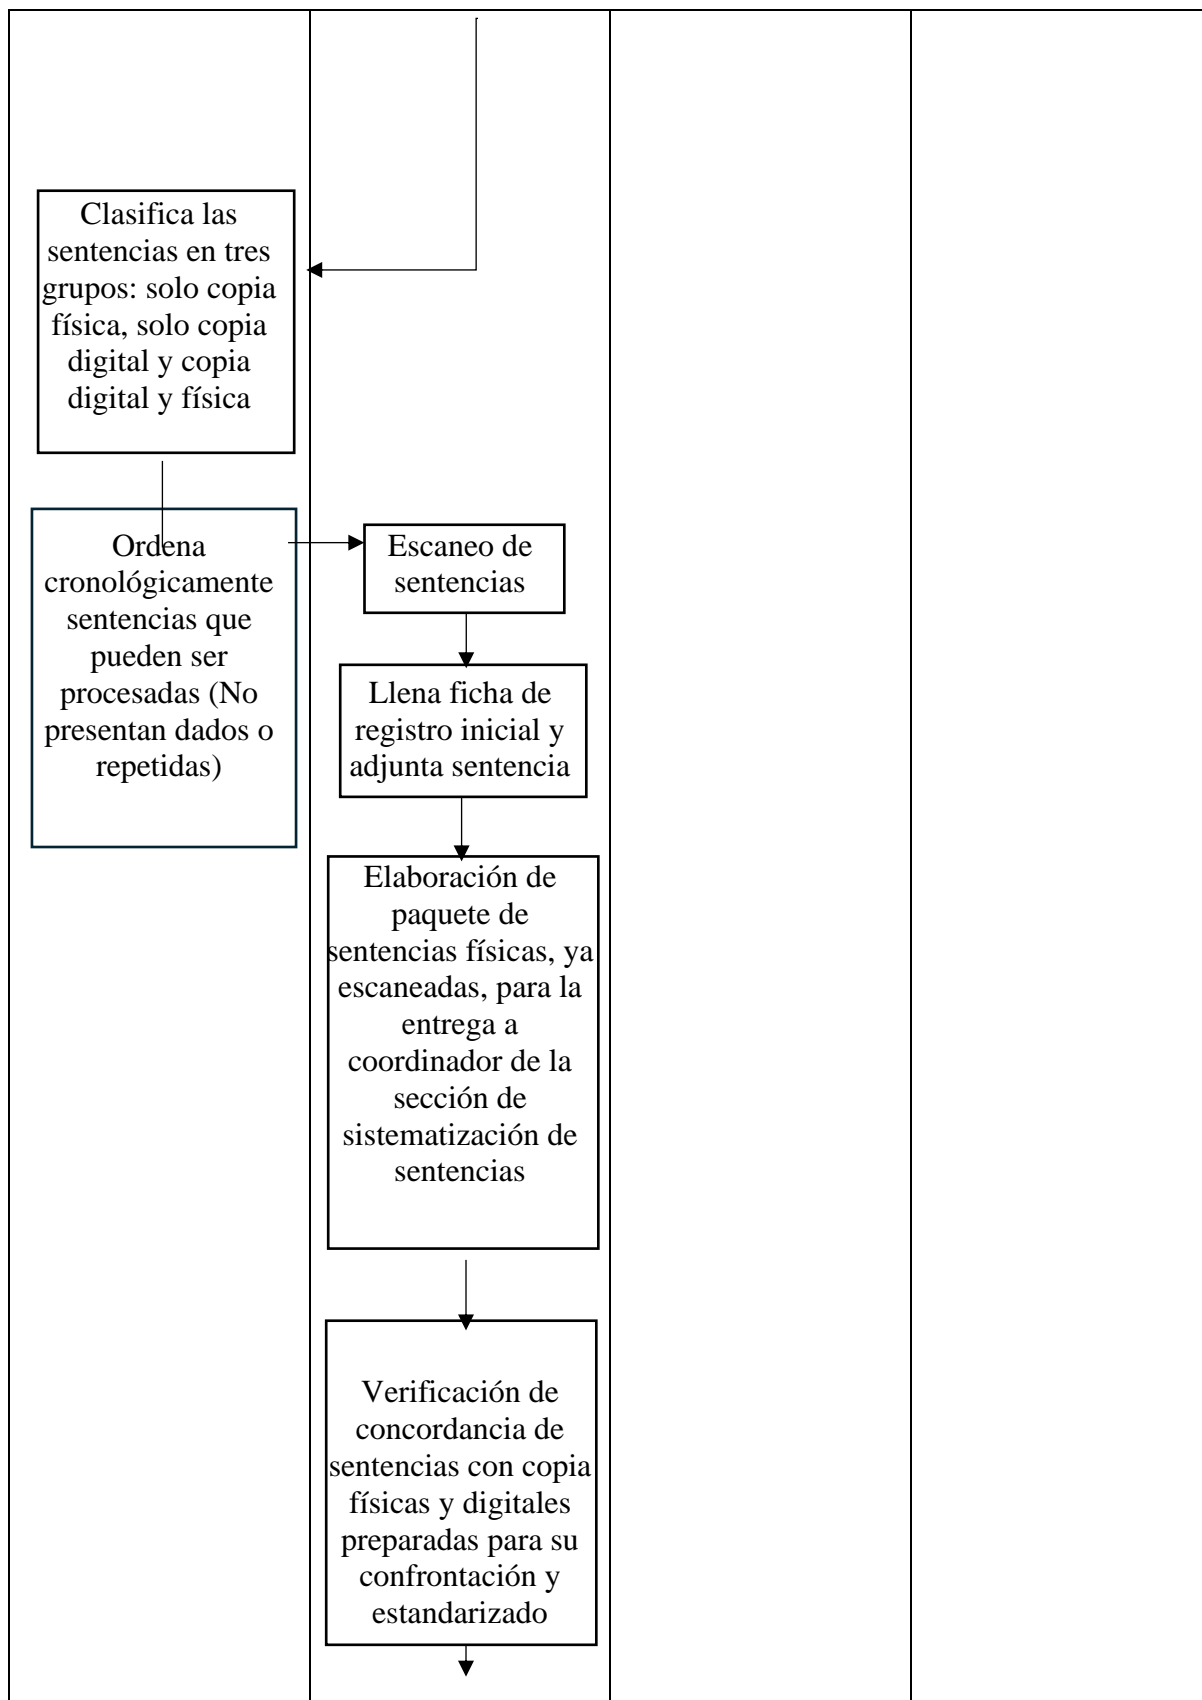 Clasifica las
sentencias en tres
grupos: solo copia
física, solo copia
digital y copia
digital y física
Ordena
cronológicamente
sentencias que
pueden ser
procesadas (No
presentan dados o
repetidas)
Escaneo de
sentencias
Llena ficha de
registro inicial y
adjunta sentencia
Elaboración de
paquete de
sentencias físicas, ya
escaneadas, para la
entrega a
coordinador de la
sección de
sistematización de
sentencias
Verificación de
concordancia de
sentencias con copia
físicas y digitales
preparadas para su
confrontación y
estandarizado